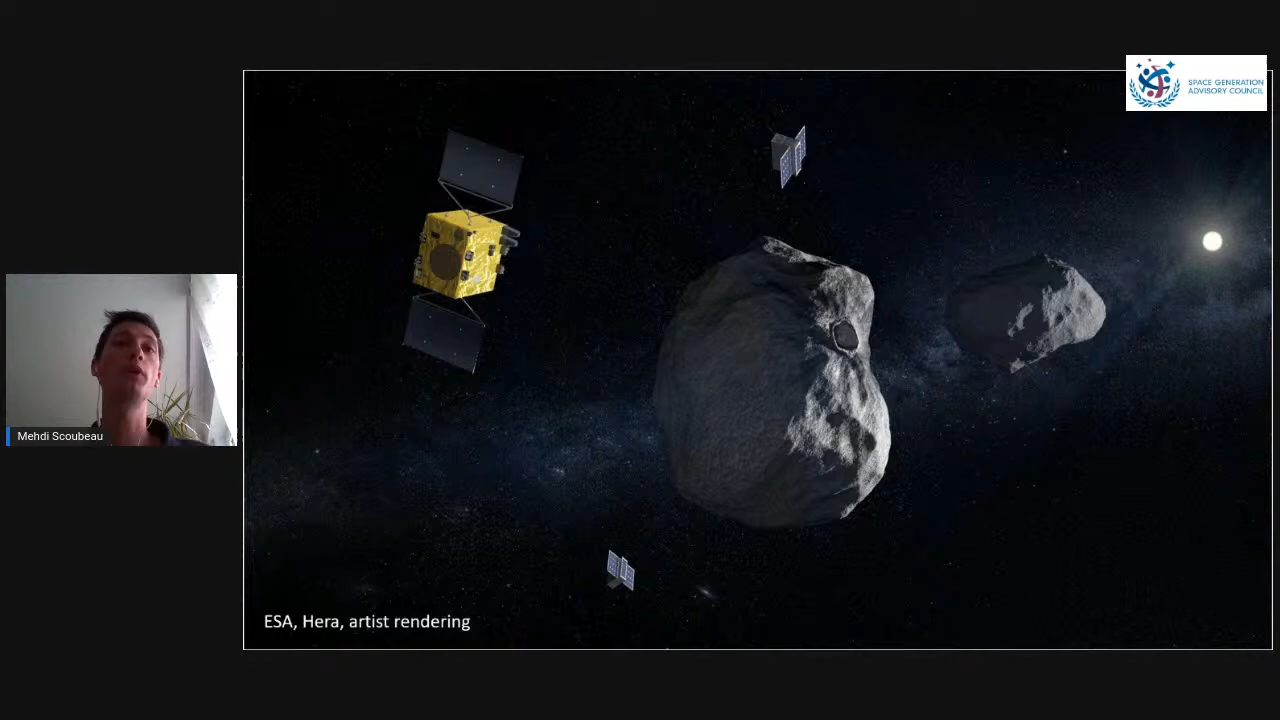 SPACE GENERATION
ADVISORY COUNCIL
Mehdi Scoubeau
ESA, Hera, artist rendering